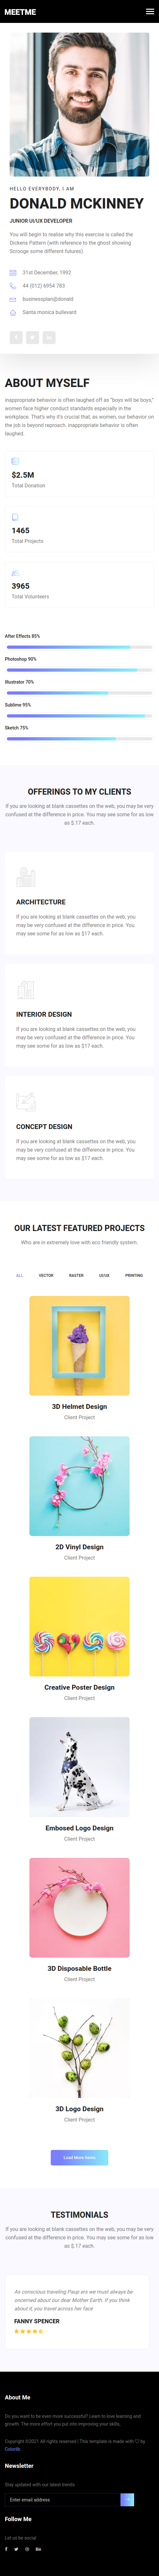 MEETME
HELLO EVERYBODY, I AM
DONALD MCKINNEY
JUNIOR UI/UX DEVELOPER
You will begin to realise why this exercise is called the
Dickens Pattern (with reference to the ghost showing
Scrooge some different futures)
31st December, 1992
44 (012) 6954 783
businessplan@donald
Santa monica bullevard
ABOUT MYSELF
inappropriate behavior is often laughed off as "boys will be boys,"
women face higher conduct standards especially in the
workplace. That's why it's crucial that, as women, our behavior on
the job is beyond reproach. inappropriate behavior is often
laughed.
$2.5M
Total Donation
1465
Total Projects
3965
Total Volunteers
After Effects 85%
Photoshop 90%
Illustrator 70%
Sublime 95%
Sketch 75%
OFFERINGS TO MY CLIENTS
If you are looking at blank cassettes on the web, you may be very
confused at the difference in price. You may see some for as low
as $.17 each.
ARCHITECTURE
If you are looking at blank cassettes on the web, you
may be very confused at the difference in price. You
may see some for as low as $17 each.
INTERIOR DESIGN
If you are looking at blank cassettes on the web, you
may be very confused at the difference in price. You
may see some for as low as $17 each.
CONCEPT DESIGN
If you are looking at blank cassettes on the web, you
may be very confused at the difference in price. You
may see some for as low as $17 each.
OUR LATEST FEATURED PROJECTS
Who are in extremely love with eco friendly system.
ALL VECTOR RASTER UI/UX PRINTING
3D Helmet Design
Client Project
2D Vinyl Design
Client Project
Creative Poster Design
Client Project
Embosed Logo Design
Client Project
3D Disposable Bottle
Client Project
3D Logo Design
Client Project
Load More Items
TESTIMONIALS
If you are looking at blank cassettes on the web, you may be very
confused at the difference in price. You may see some for as low
as $.17 each.
As conscious traveling Paup ers we must always be
oncerned about our dear Mother Earth. If you think
about it, you travel across her face
FANNY SPENCER
About Me
Do you want to be even more successful? Learn to love learning and
growth. The more effort you put into improving your skills,
Copyright ©2021 All rights reserved | This template is made with ♡ by
Colorlib
Newsletter
Stay updated with our latest trends
Enter email address
Follow Me
Let us be social